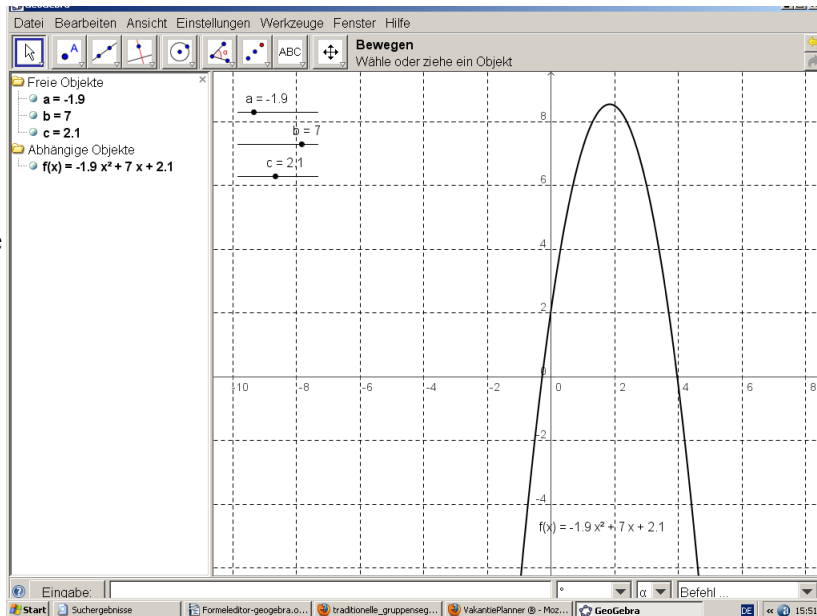 GeoGebra
Datei Bearbeiten Ansicht Einstellungen Werkzeuge Fenster Hilfe
A
α
ABC
Bewegen
Wähle oder ziehe ein Objekt
Freie Objekte
a = -1.9
b = 7
c = 2.1
Abhängige Objekte
f(x) = -1.9 x² + 7 x + 2.1
a = -1.9
b = 7
c = 2.1
8
6
4
2
0
-10 -8 -6 -4 -2 0 2 4 6 8
-2
-4
f(x) = -1.9 x² + 7 x + 2.1
Eingabe: ° α Befehl ...
Start Suchergebnisse Formeleditor-geogebra.o... traditionelle_gruppenseg... VakantiePlanner ® - Moz... GeoGebra DE « 15:51